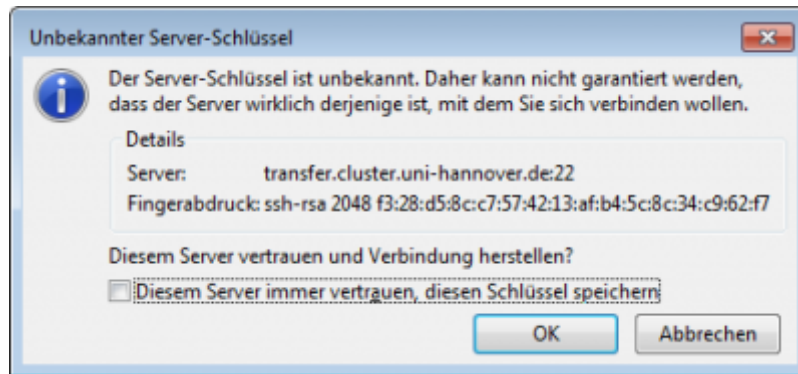 Unbekannter Server-Schlüssel
Der Server-Schlüssel ist unbekannt. Daher kann nicht garantiert werden,
dass der Server wirklich derjenige ist, mit dem Sie sich verbinden wollen.
Details
Server: transfer.cluster.uni-hannover.de:22
Fingerabdruck: ssh-rsa 2048 f3:28:d5:8c:c7:57:42:13:af:b4:5c:8c:34:c9:62:f7
Diesem Server vertrauen und Verbindung herstellen?
Diesem Server immer vertrauen, diesen Schlüssel speichern
OK Abbrechen